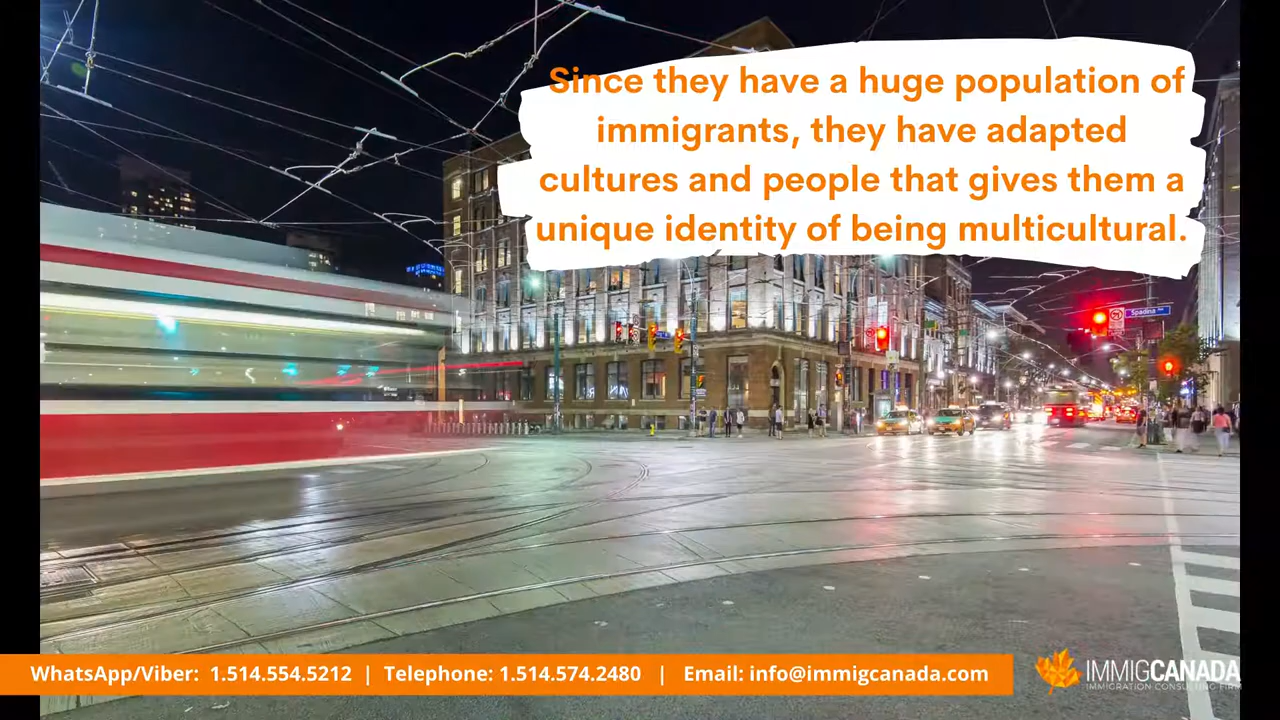 Since they have a huge population of
immigrants, they have adapted
cultures and people that gives them a
unique identity of being multicultural.
Spadina
WhatsApp/Viber: 1.514.554.5212 | Telephone: 1.514.574.2480 | Email: info@immigcanada.com
IMMIGCANADA
IMMIGRATION CONSULTING FIRM